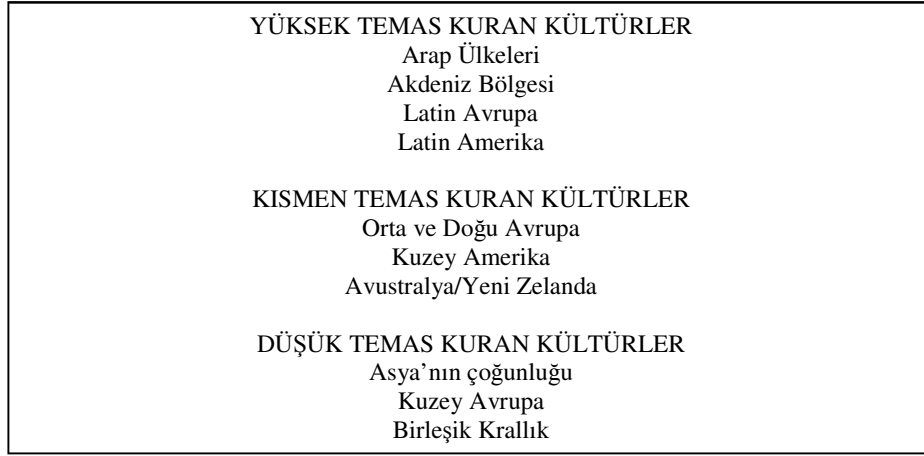 YÜKSEK TEMAS KURAN KÜLTÜRLER
Arap Ülkeleri
Akdeniz Bölgesi
Latin Avrupa
Latin Amerika
KISMEN TEMAS KURAN KÜLTÜRLER
Orta ve Doğu Avrupa
Kuzey Amerika
Avustralya/Yeni Zelanda
DÜŞÜK TEMAS KURAN KÜLTÜRLER
Asya’nın çoğunluğu
Kuzey Avrupa
Birleşik Krallık